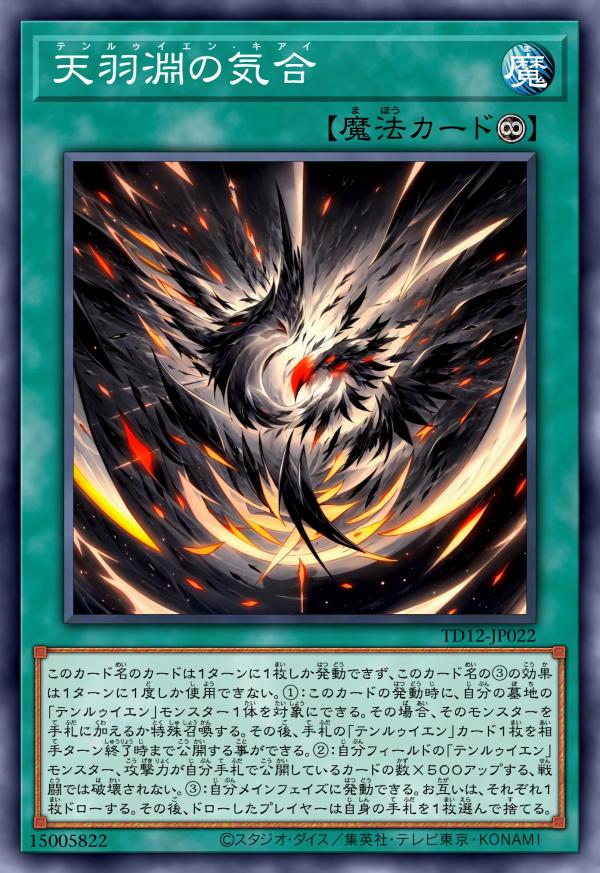 テンルゥイエン・キアイ
天羽淵の気合
ま
魔
ま ほう
【魔法カード♾】
TD12-JP022
このカード名のカードは1ターンに1枚しか発動できず、このカード名の③の効果
は1ターンに1度しか使用できない。①:このカードの発動時に、自分の墓地の
「テンルゥイエン」モンスター1体を対象にできる。その場合、そのモンスターを
手札に加えるか特殊召喚する。その後、手札の「テンルゥイエン」カード1枚を相
手ターン終了時まで公開する事ができる。②:自分フィールドの「テンルゥイエン」
モンスター、攻撃力が自分手札で公開しているカードの数×500アップする、戦
闘では破壊されない。③:自分メインフェイズに発動できる。お互いは、それぞれ1
枚ドローする。その後、ドローしたプレイヤーは自身の手札を1枚選んで捨てる。
15005822
©スタジオ・ダイス/集英社・テレビ東京・KONAMI